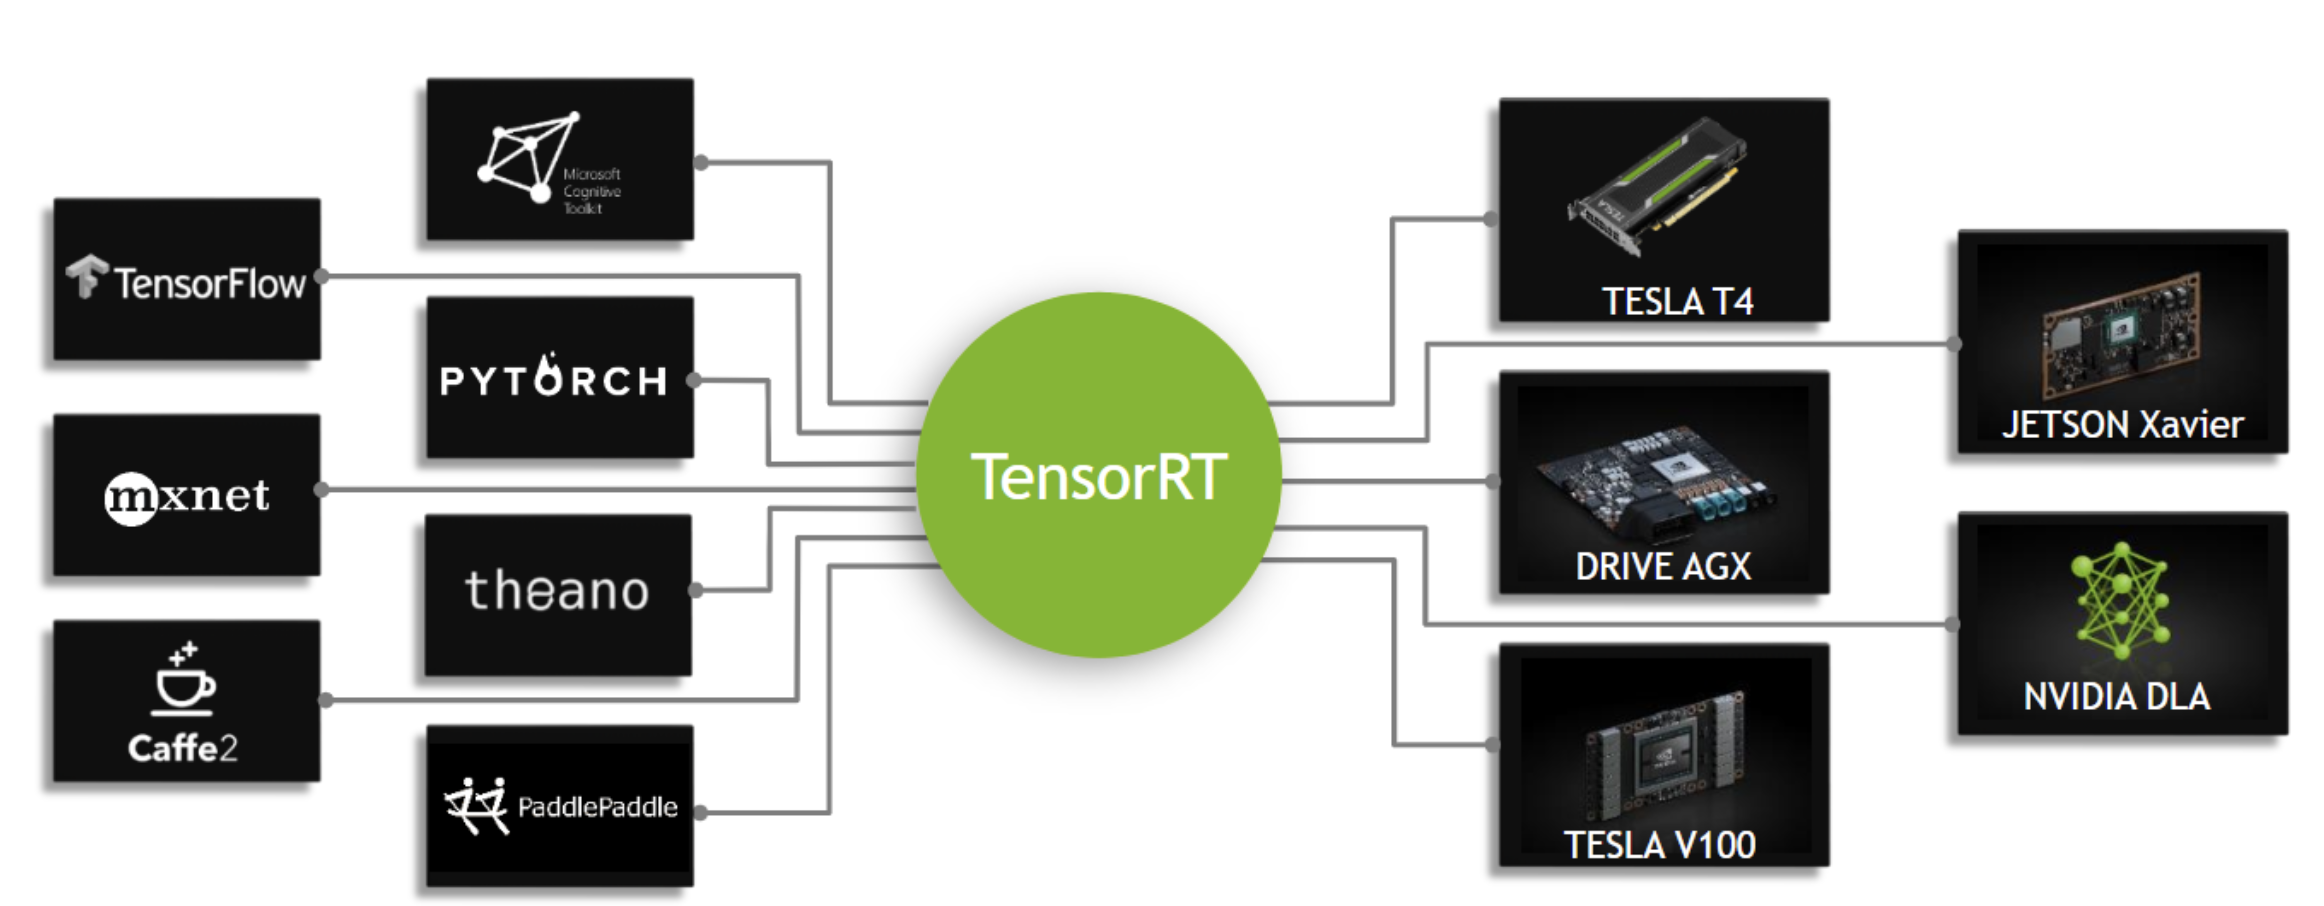 Microsoft
Cognitive
Toolkit
TensorFlow
PYTORCH
mxnet
theano
Caffe2
PaddlePaddle
TensorRT
TESLA T4
JETSON Xavier
DRIVE AGX
NVIDIA DLA
TESLA V100